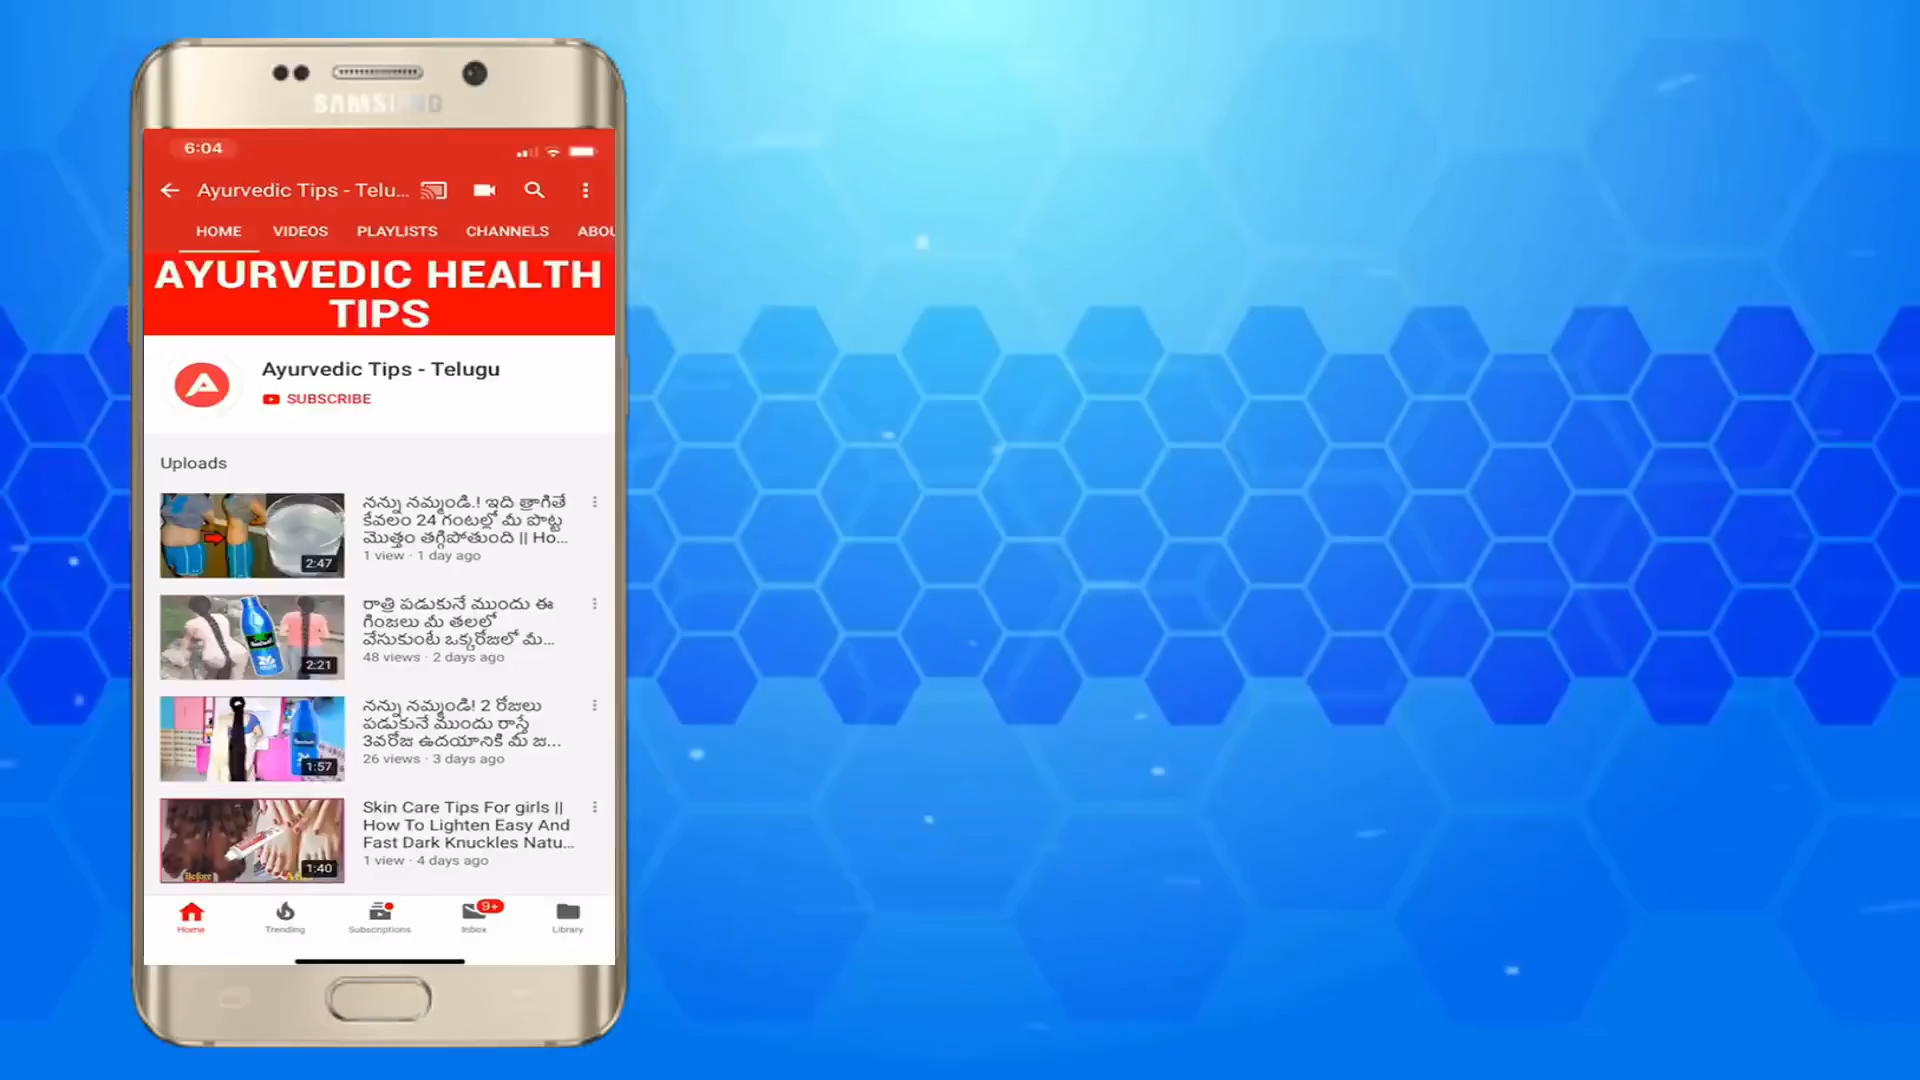 SAMSUNG
6:04
Ayurvedic Tips - Telu...
HOME VIDEOS PLAYLISTS CHANNELS ABOU
AYURVEDIC HEALTH
TIPS
Ayurvedic Tips - Telugu
SUBSCRIBE
Uploads
నన్ను నమ్మండి.! ఇది త్రాగితే
కేవలం 24 గంటల్లో మీ పొట్ట
మొత్తం తగ్గిపోతుంది || Ho...
1 view · 1 day ago
2:47
రాత్రి పడుకునే ముందు ఈ
గింజలు మీ తలలో
వేసుకుంటే ఒక్కరోజులో మీ...
48 views · 2 days ago
2:21
నన్ను నమ్మండి! 2 రోజులు
పడుకునే ముందు రాస్తే
3వరోజు ఉదయానికి మీ జు...
26 views · 3 days ago
1:57
Skin Care Tips For girls ||
How To Lighten Easy And
Fast Dark Knuckles Natu...
1 view · 4 days ago
Before
1:40
9+
Home Trending Subscriptions Inbox Library